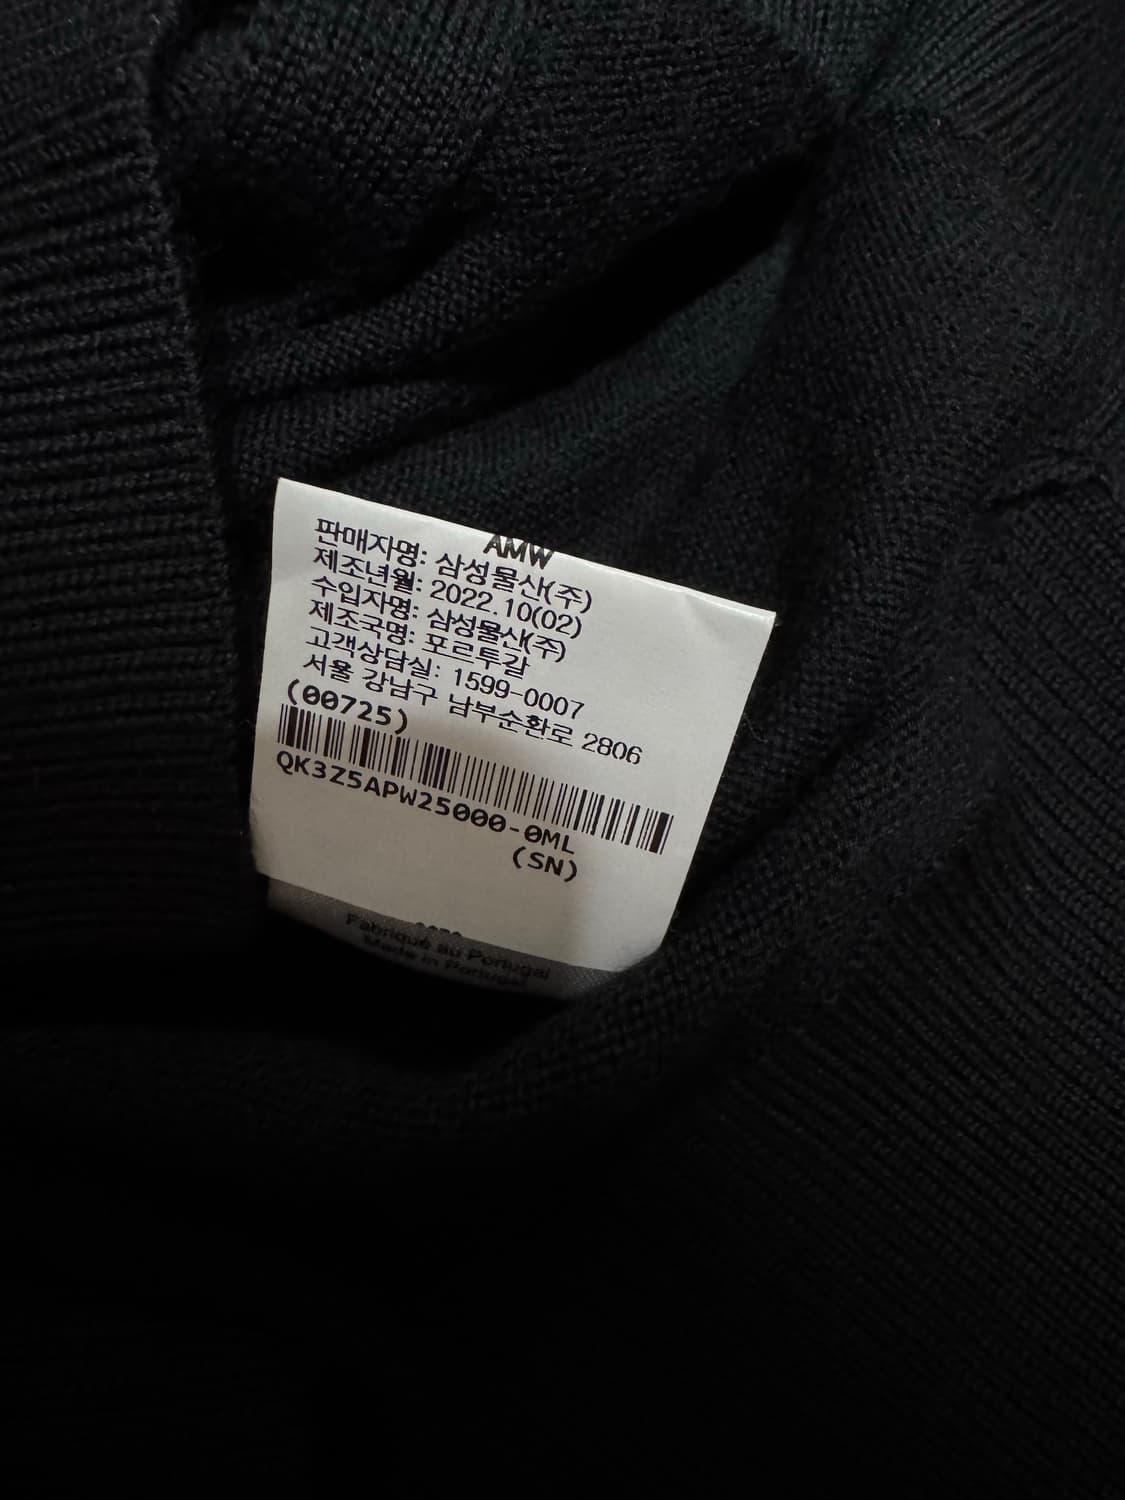 AMW
판매자명: 삼성물산(주)
제조년월: 2022.10(02)
수입자명: 삼성물산(주)
제조국명: 포르투갈
고객상담실: 1599-0007
서울 강남구 남부순환로 2806
(00725)
QK3Z5APW25000-0ML
(SN)
Fabriqué au Portugal
Made in Portugal